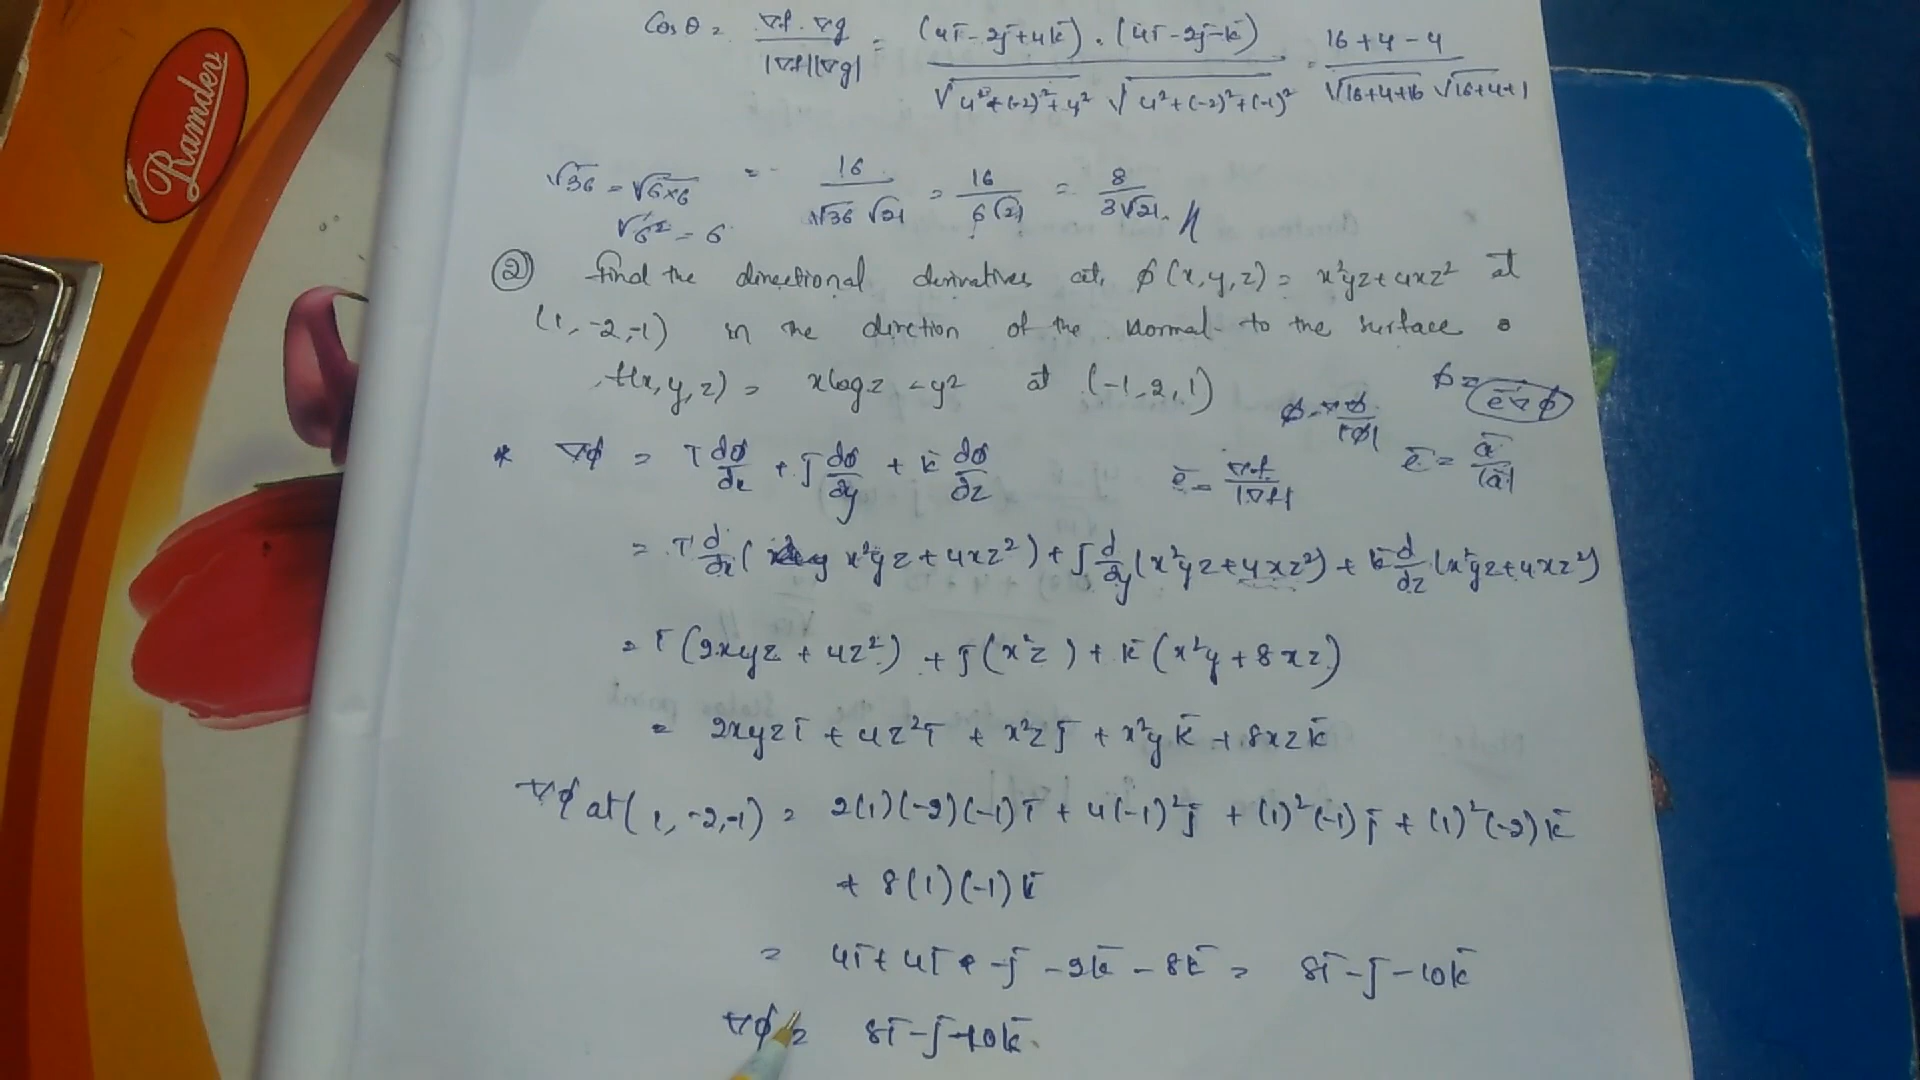 Ramdev
Cos θ = ∇f . ∇g / |∇f| |∇g| = (4i̅ - 2j̅ + 4k̅) . (4i̅ - 2j̅ - k̅) / √4²+(-2)²+4² √4²+(-2)²+(-1)² = 16+4-4 / √16+4+16 √16+4+1
√36 = √6×6 = 16 / √36 √21 = 16 / 6√21 = 8 / 3√21 //
√6² = 6
② find the directional derivatives at, ϕ(x,y,z) = x²yz+4xz² at
(1,-2,-1) in the dirction of the normal to the surface
f(x,y,z) = xlogz - y² at (-1,2,1)
ϕ = ∇ϕ / |ϕ| ϕ = e̅ ∇ϕ
* ∇ϕ = i̅ dϕ/dx + j̅ dϕ/dy + k̅ dϕ/dz e̅ = ∇f / |∇f| e̅ = a̅ / |a̅|
= i̅ d/dx (x²yz+4xz²) + j̅ d/dy (x²yz+4xz²) + k̅ d/dz (x²yz+4xz²)
= i̅ (2xyz + 4z²) + j̅ (x²z) + k̅ (x²y + 8xz)
= 2xyz i̅ + 4z² i̅ + x²z j̅ + x²y k̅ + 8xz k̅
∇ϕ at (1,-2,-1) = 2(1)(-2)(-1) i̅ + 4(-1)² j̅ + (1)²(-1) j̅ + (1)²(-2) k̅
+ 8(1)(-1) k̅
= 4i̅ + 4i̅ + -j̅ - 2k̅ - 8k̅ = 8i̅ - j̅ - 10k̅
∇ϕ = 8i̅ - j̅ - 10k̅.